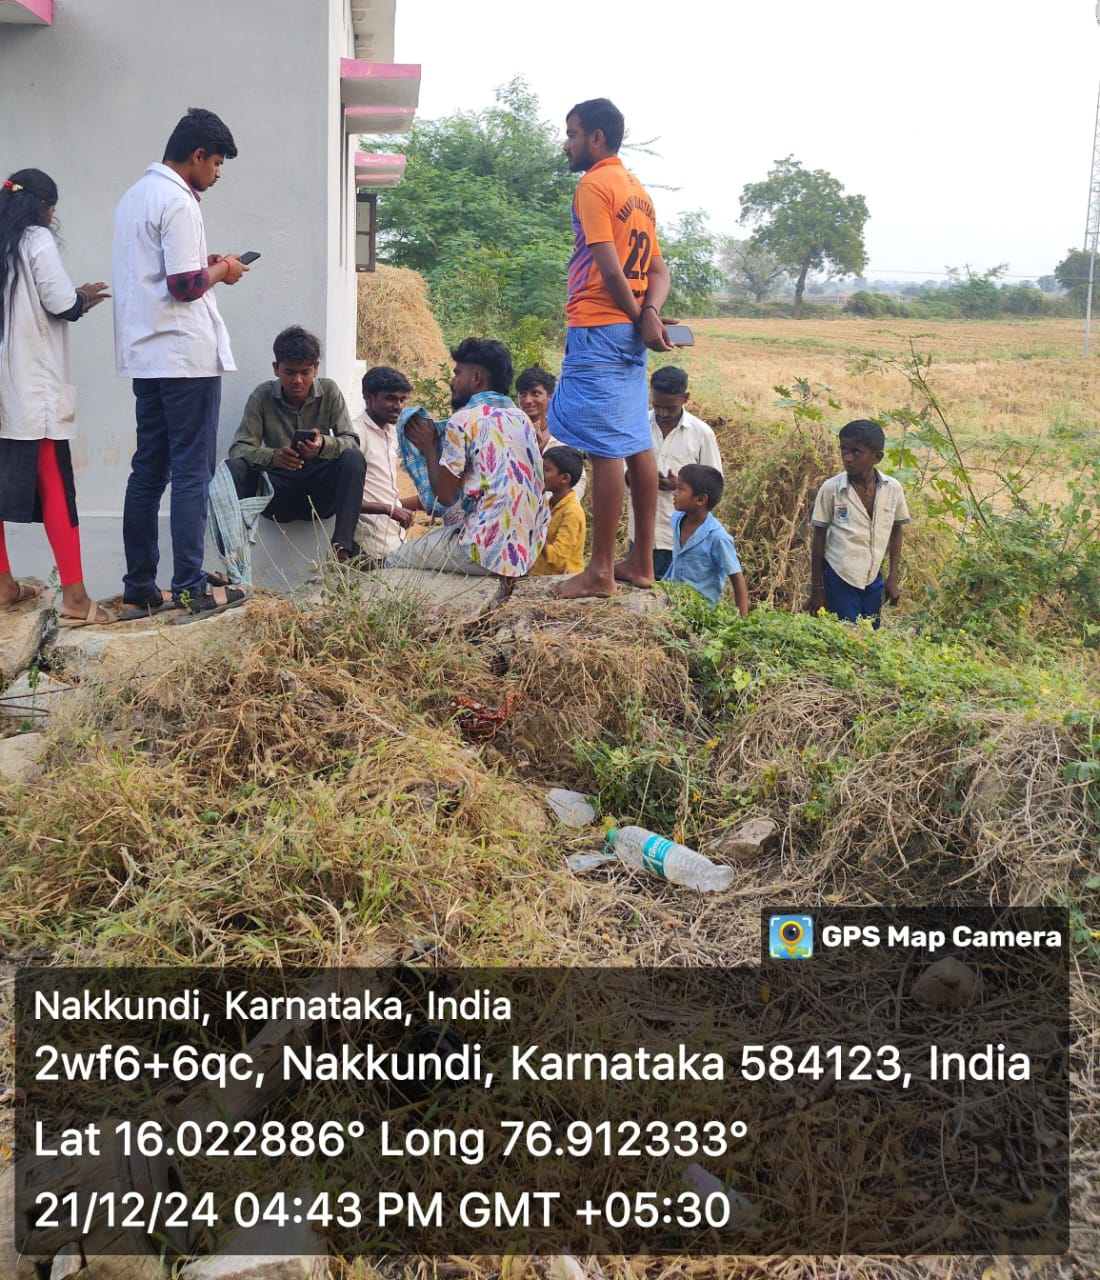 22
GPS Map Camera
Nakkundi, Karnataka, India
2wf6+6qc, Nakkundi, Karnataka 584123, India
Lat 16.022886° Long 76.912333°
21/12/24 04:43 PM GMT +05:30